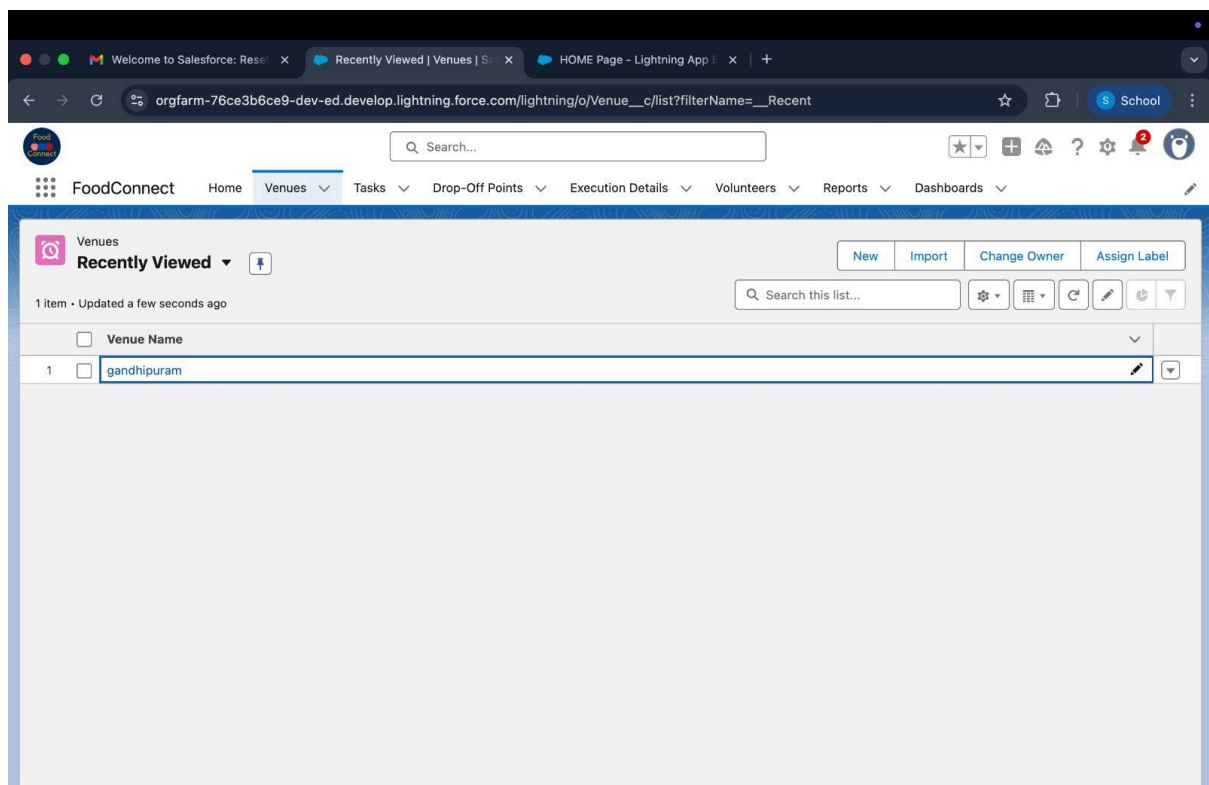 Welcome to Salesforce: Rese
Recently Viewed | Venues | Sa
HOME Page - Lightning App E
orgfarm-76ce3b6ce9-dev-ed.develop.lightning.force.com/lightning/o/Venue__c/list?filterName=__Recent
S School
Food Connect
Search...
2
FoodConnect Home Venues Tasks Drop-Off Points Execution Details Volunteers Reports Dashboards
Venues
Recently Viewed
New Import Change Owner Assign Label
1 item • Updated a few seconds ago
Search this list...
Venue Name
1 gandhipuram